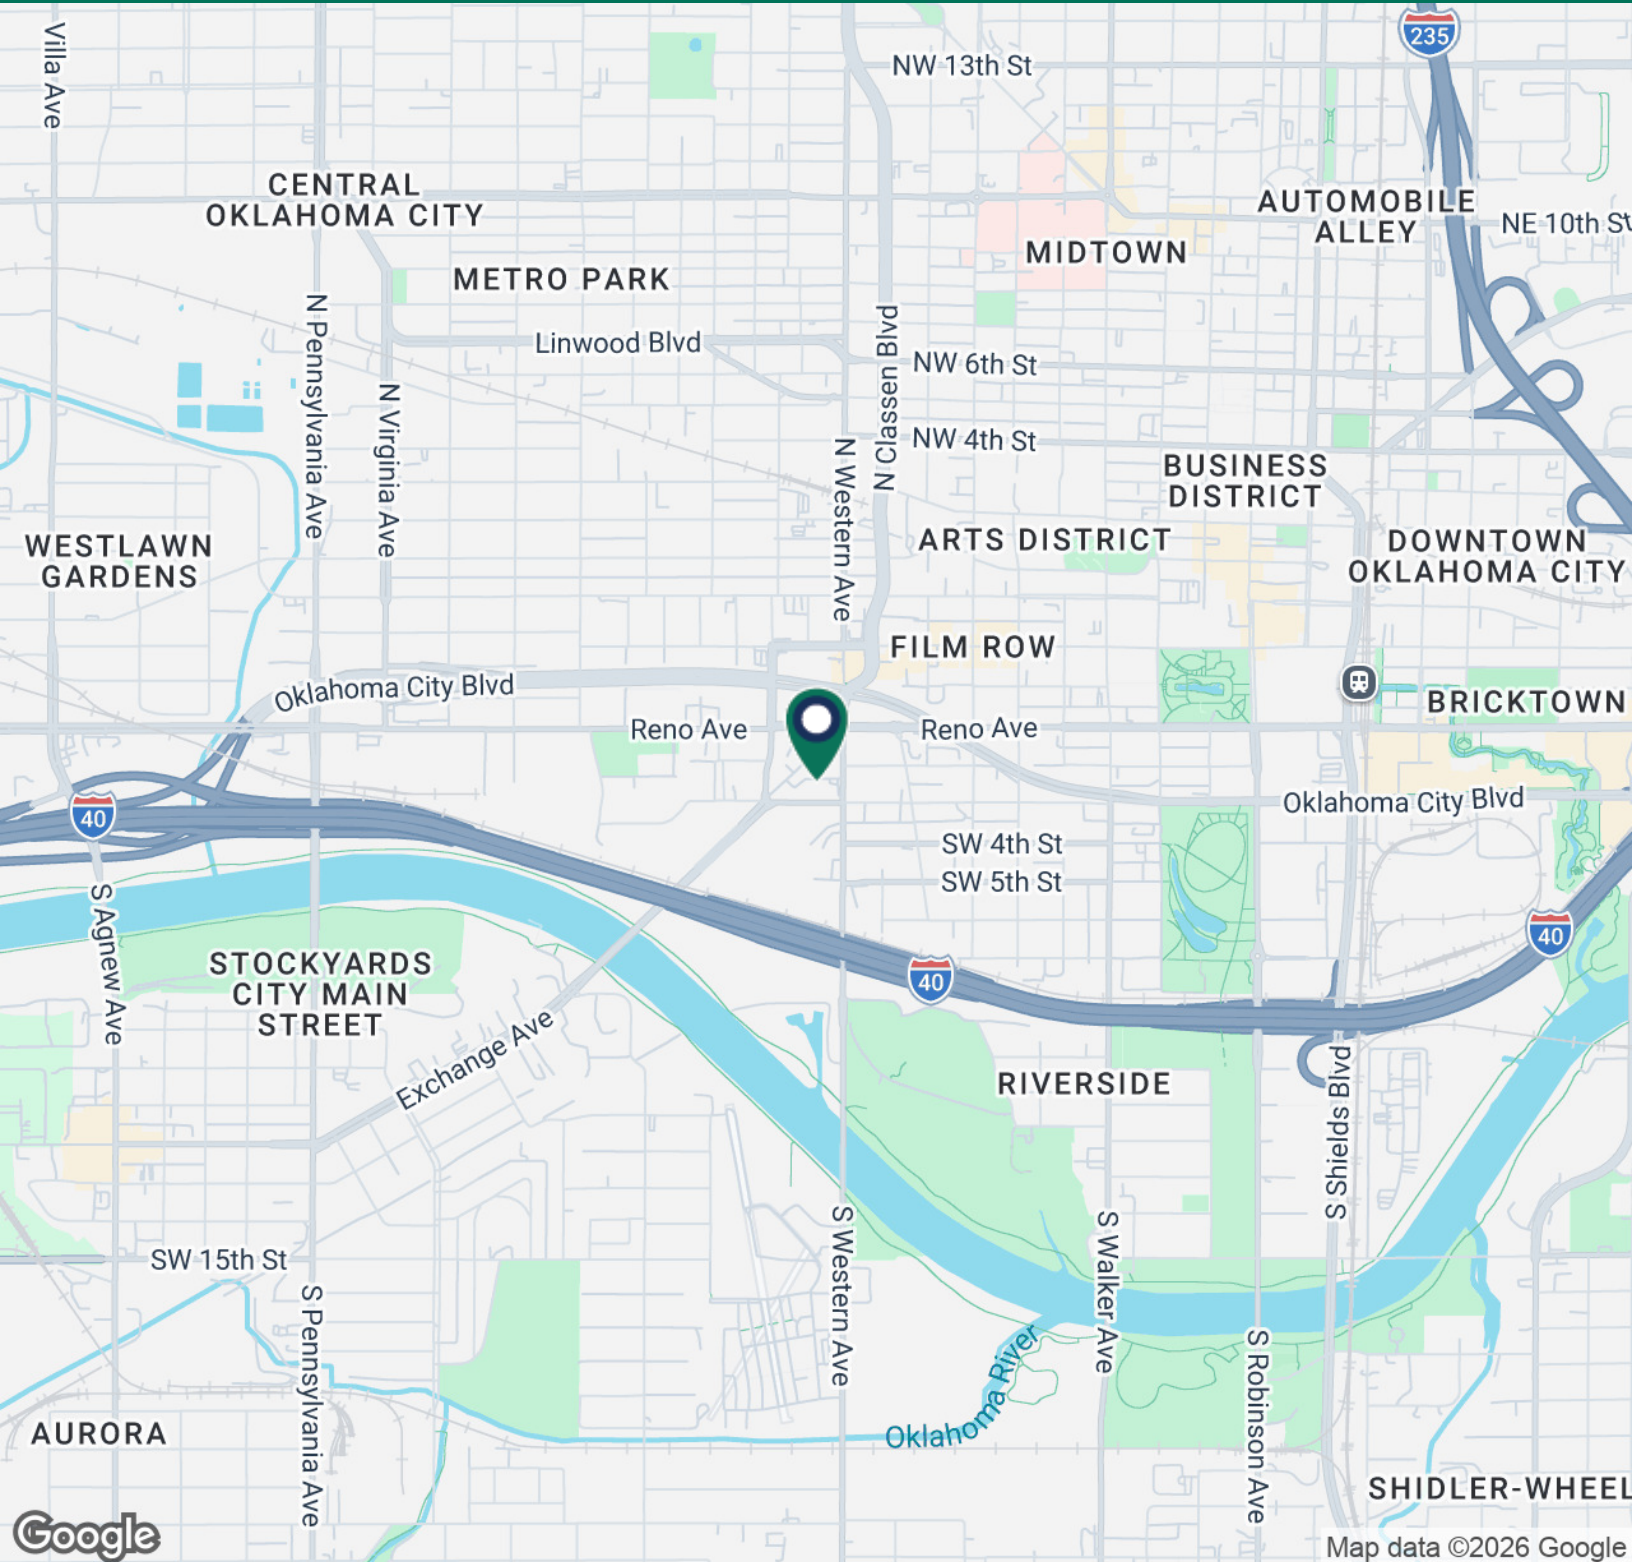 Villa Ave
235
NW 13th St
CENTRAL
OKLAHOMA CITY
AUTOMOBILE
ALLEY
NE 10th St
MIDTOWN
METRO PARK
N Pennsylvania Ave
Linwood Blvd
N Classen Blvd
NW 6th St
N Virginia Ave
N Western Ave
NW 4th St
BUSINESS
DISTRICT
WESTLAWN
GARDENS
ARTS DISTRICT
DOWNTOWN
OKLAHOMA CITY
FILM ROW
Oklahoma City Blvd
BRICKTOWN
Reno Ave
Reno Ave
40
Oklahoma City Blvd
SW 4th St
SW 5th St
S Agnew Ave
STOCKYARDS
CITY MAIN
STREET
40
40
Exchange Ave
RIVERSIDE
S Shields Blvd
SW 15th St
S Western Ave
S Walker Ave
S Pennsylvania Ave
Oklahoma River
S Robinson Ave
AURORA
SHIDLER-WHEEL
Google
Map data ©2026 Google